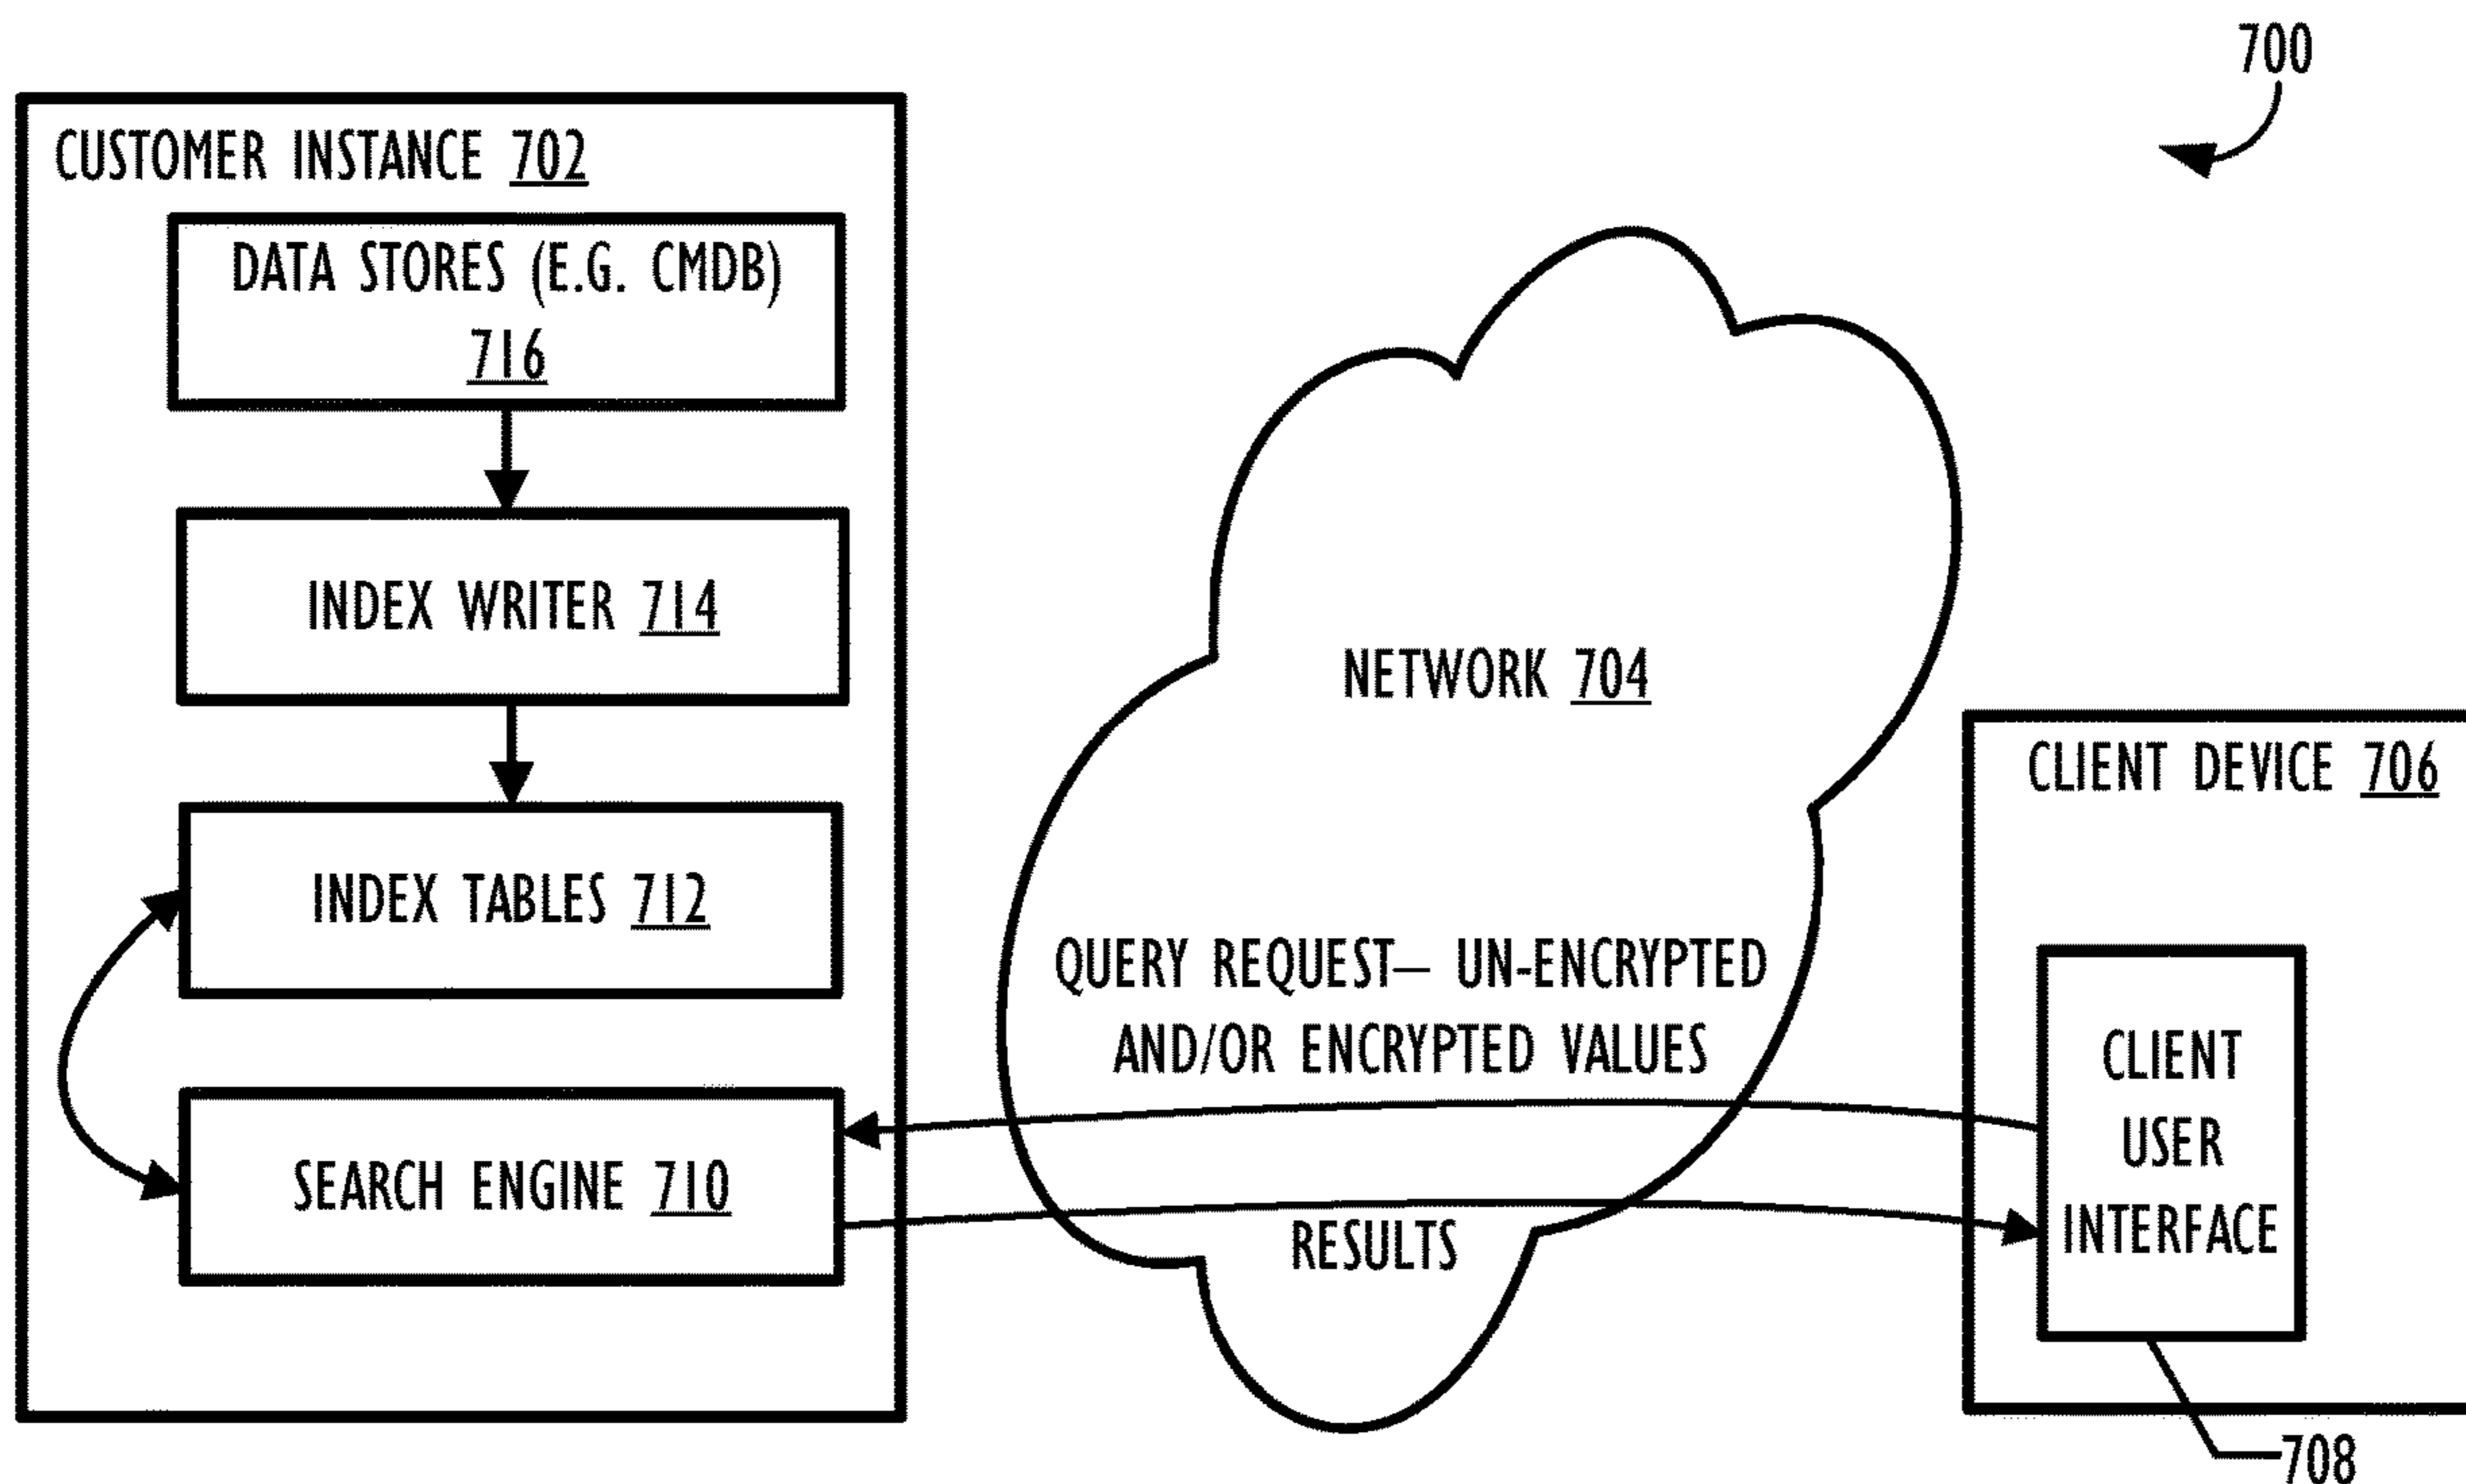 700
CUSTOMER INSTANCE 702
DATA STORES (E.G. CMDB)
716
INDEX WRITER 714
INDEX TABLES 712
SEARCH ENGINE 710
NETWORK 704
QUERY REQUEST— UN-ENCRYPTED
AND/OR ENCRYPTED VALUES
RESULTS
CLIENT DEVICE 706
CLIENT
USER
INTERFACE
708